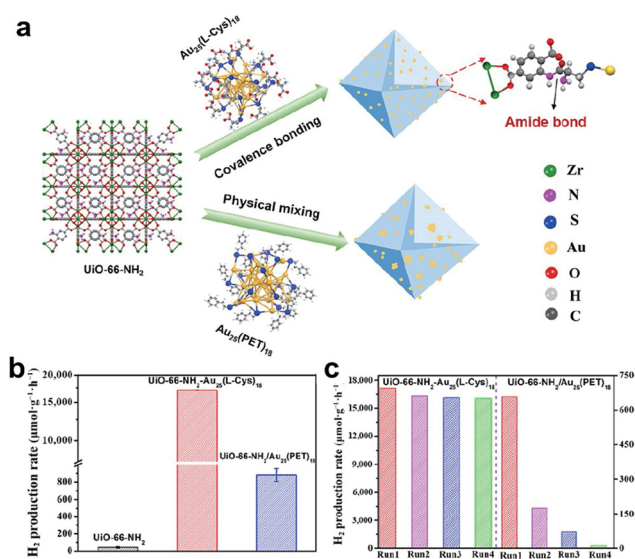 a
Au25(L-Cys)18
Covalence bonding
Amide bond
UiO-66-NH2
Physical mixing
Au25(PET)18
Zr
N
S
Au
O
H
C
b
H2 production rate (μmol·g⁻¹·h⁻¹)
20,000
15,000
10,000
800
600
400
200
0
UiO-66-NH2-Au25(L-Cys)18
UiO-66-NH2/Au25(PET)18
UiO-66-NH2
c
H2 production rate (μmol·g⁻¹·h⁻¹)
18,000
15,000
12,000
9,000
6,000
3,000
0
UiO-66-NH2-Au25(L-Cys)18
UiO-66-NH2/Au25(PET)18
750
600
450
300
150
0
Run1 Run2 Run3 Run4 Run1 Run2 Run3 Run4